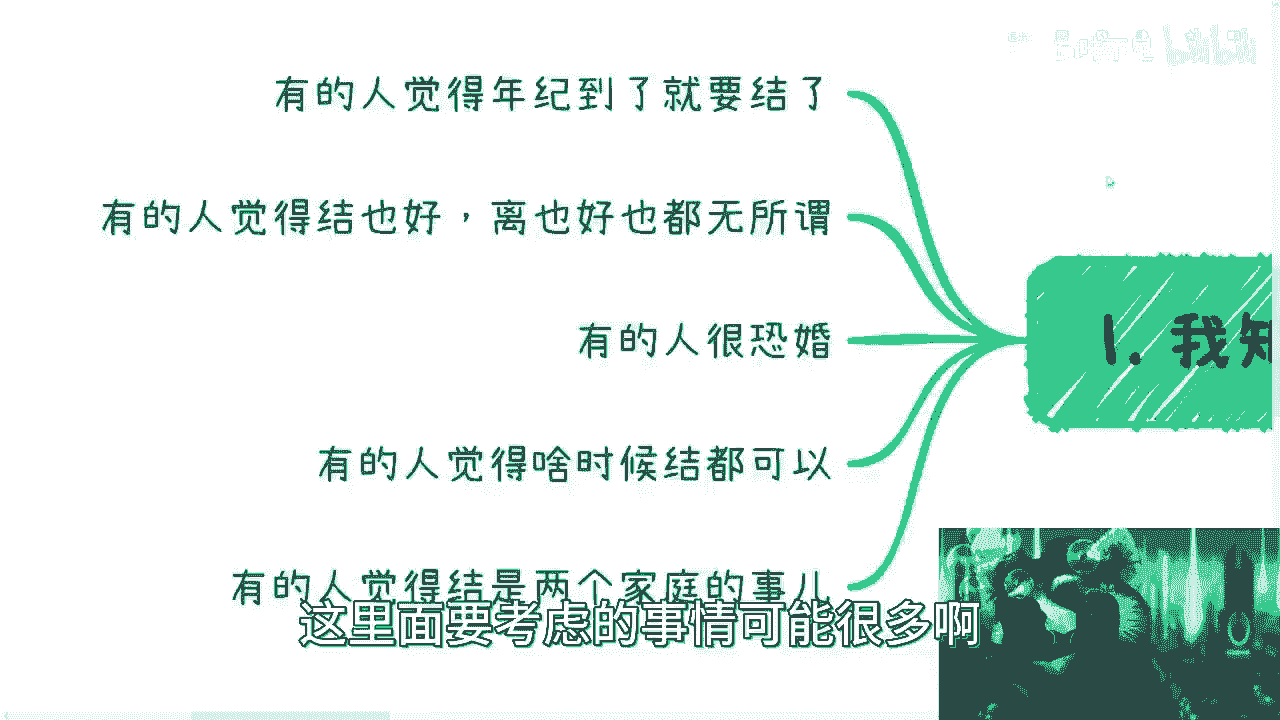 有的人觉得年纪到了就要结了
有的人觉得结也好，离也好也都无所谓
有的人很恐婚
1. 我知
有的人觉得啥时候结都可以
有的人觉得结是两个家庭的事儿
这里面要考虑的事情可能很多啊